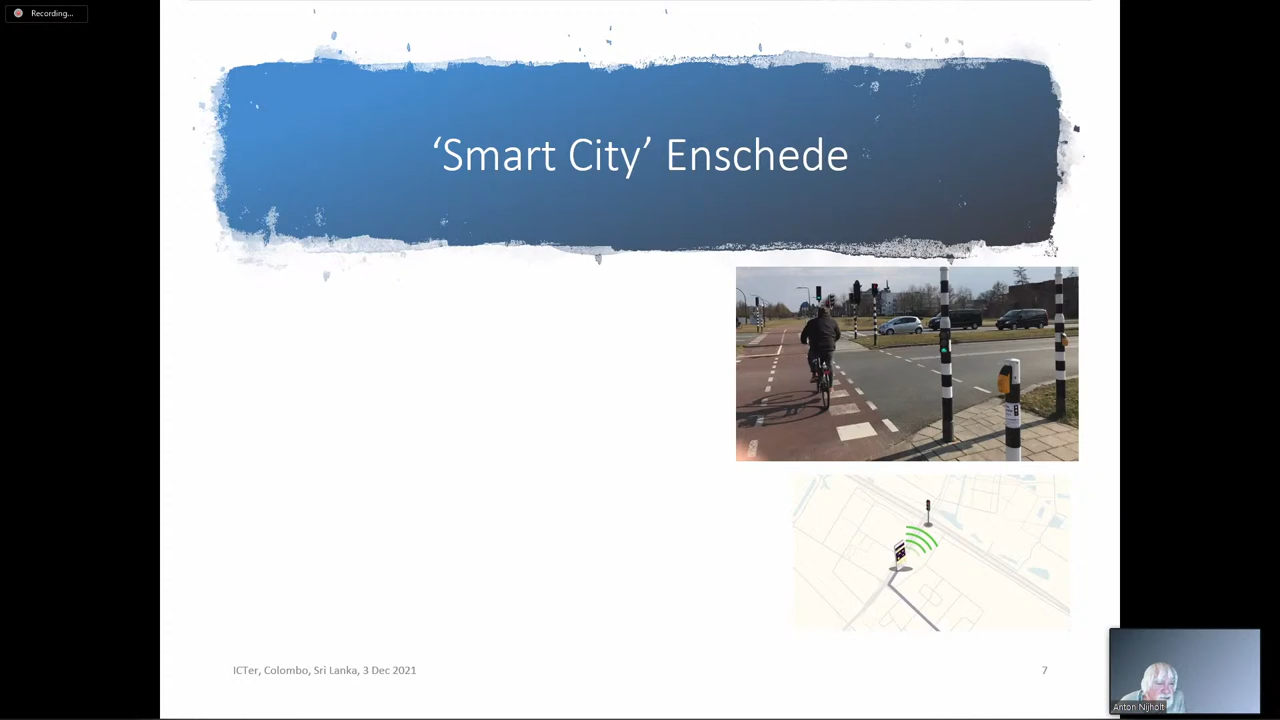 Recording...
‘Smart City’ Enschede
ICTer, Colombo, Sri Lanka, 3 Dec 2021
7
Anton Nijholt